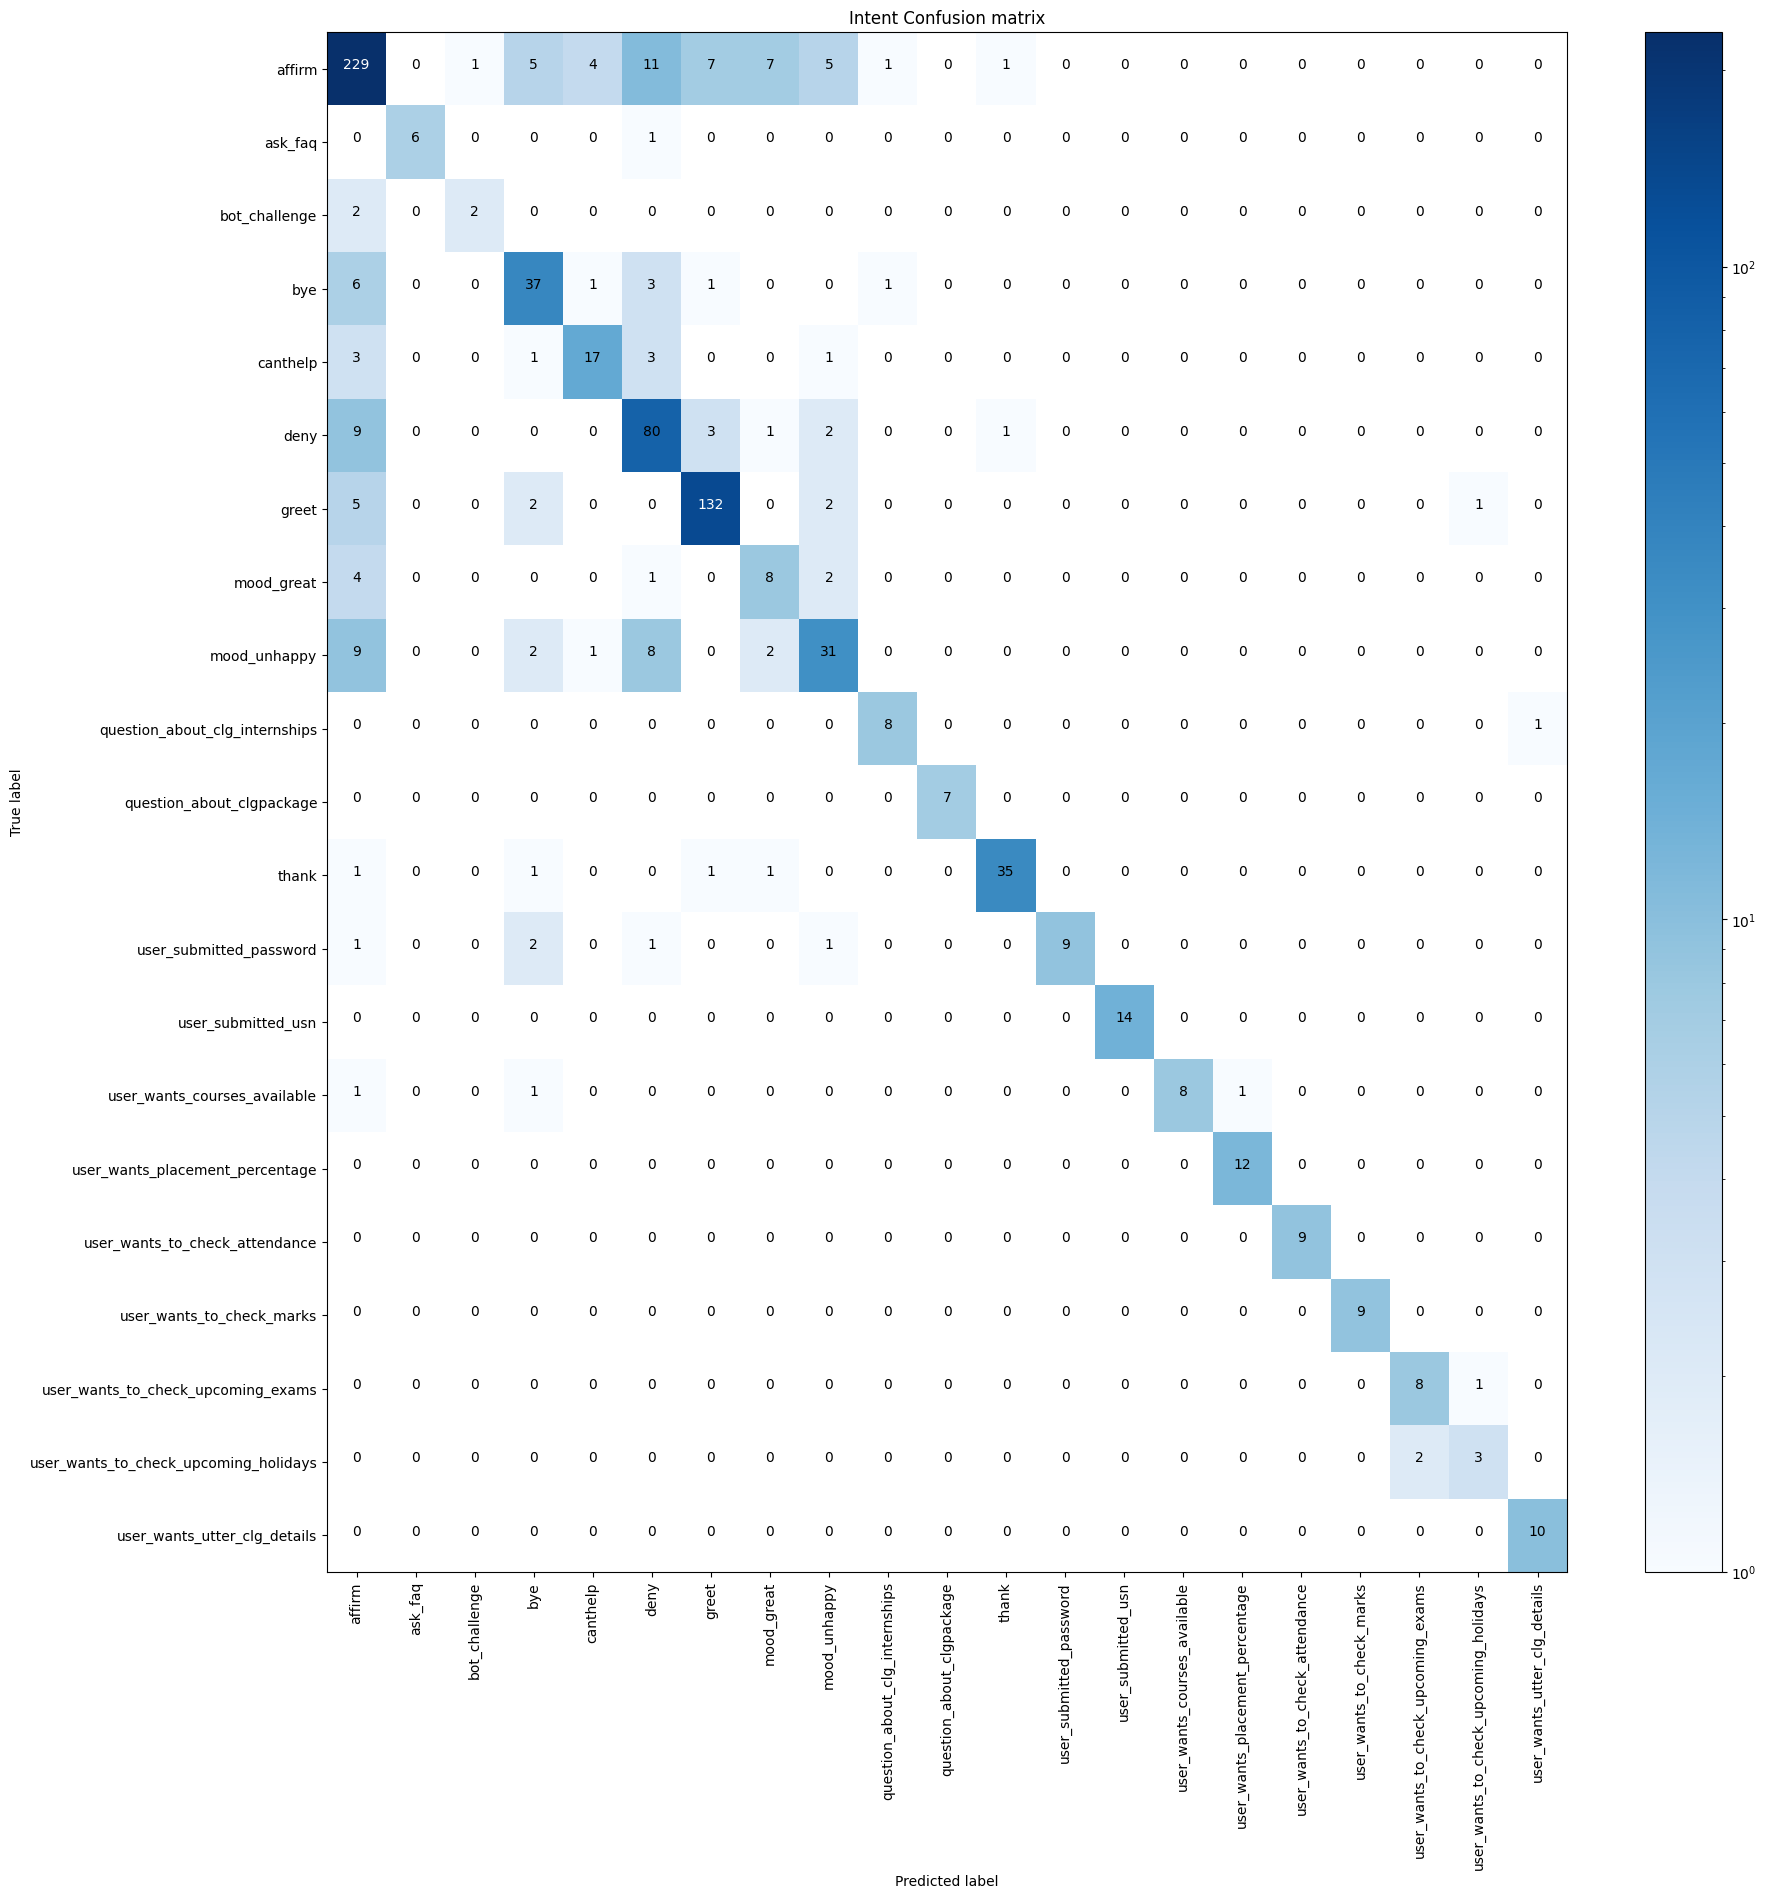 Intent Confusion matrix
affirm 229 0 1 5 4 11 7 7 5 1 0 1 0 0 0 0 0 0 0 0 0
ask_faq 0 6 0 0 0 1 0 0 0 0 0 0 0 0 0 0 0 0 0 0 0
bot_challenge 2 0 2 0 0 0 0 0 0 0 0 0 0 0 0 0 0 0 0 0 0
bye 6 0 0 37 1 3 1 0 0 1 0 0 0 0 0 0 0 0 0 0 0
10²
canthelp 3 0 0 1 17 3 0 0 1 0 0 0 0 0 0 0 0 0 0 0 0
deny 9 0 0 0 0 80 3 1 2 0 0 1 0 0 0 0 0 0 0 0 0
greet 5 0 0 2 0 0 132 0 2 0 0 0 0 0 0 0 0 0 0 1 0
mood_great 4 0 0 0 0 1 0 8 2 0 0 0 0 0 0 0 0 0 0 0 0
mood_unhappy 9 0 0 2 1 8 0 2 31 0 0 0 0 0 0 0 0 0 0 0 0
question_about_clg_internships 0 0 0 0 0 0 0 0 0 8 0 0 0 0 0 0 0 0 0 0 1
question_about_clgpackage 0 0 0 0 0 0 0 0 0 0 7 0 0 0 0 0 0 0 0 0 0
True label
thank 1 0 0 1 0 0 1 1 0 0 0 35 0 0 0 0 0 0 0 0 0
10¹
user_submitted_password 1 0 0 2 0 1 0 0 1 0 0 0 9 0 0 0 0 0 0 0 0
user_submitted_usn 0 0 0 0 0 0 0 0 0 0 0 0 0 14 0 0 0 0 0 0 0
user_wants_courses_available 1 0 0 1 0 0 0 0 0 0 0 0 0 0 8 1 0 0 0 0 0
user_wants_placement_percentage 0 0 0 0 0 0 0 0 0 0 0 0 0 0 0 12 0 0 0 0 0
user_wants_to_check_attendance 0 0 0 0 0 0 0 0 0 0 0 0 0 0 0 0 9 0 0 0 0
user_wants_to_check_marks 0 0 0 0 0 0 0 0 0 0 0 0 0 0 0 0 0 9 0 0 0
user_wants_to_check_upcoming_exams 0 0 0 0 0 0 0 0 0 0 0 0 0 0 0 0 0 0 8 1 0
user_wants_to_check_upcoming_holidays 0 0 0 0 0 0 0 0 0 0 0 0 0 0 0 0 0 0 2 3 0
user_wants_utter_clg_details 0 0 0 0 0 0 0 0 0 0 0 0 0 0 0 0 0 0 0 0 10
10⁰
affirm
ask_faq
bot_challenge
bye
canthelp
deny
greet
mood_great
mood_unhappy
question_about_clg_internships
question_about_clgpackage
thank
user_submitted_password
user_submitted_usn
user_wants_courses_available
user_wants_placement_percentage
user_wants_to_check_attendance
user_wants_to_check_marks
user_wants_to_check_upcoming_exams
user_wants_to_check_upcoming_holidays
user_wants_utter_clg_details
Predicted label